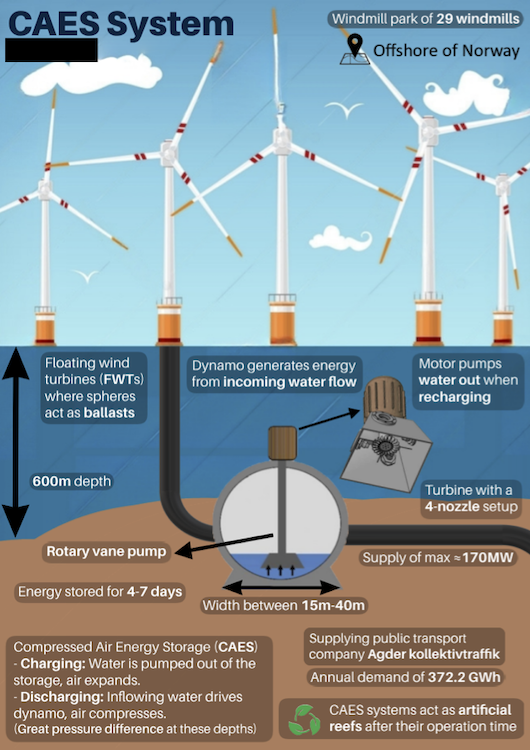 CAES System
Windmill park of 29 windmills
Offshore of Norway
Floating wind
turbines (FWTs)
where spheres
act as ballasts
Dynamo generates energy
from incoming water flow
Motor pumps
water out when
recharging
600m depth
Turbine with a
4-nozzle setup
Rotary vane pump
Supply of max ≈170MW
Energy stored for 4-7 days
Width between 15m-40m
Compressed Air Energy Storage (CAES)
- Charging: Water is pumped out of the
storage, air expands.
- Discharging: Inflowing water drives
dynamo, air compresses.
(Great pressure difference at these depths)
Supplying public transport
company Agder kollektivtraffik
Annual demand of 372.2 GWh
CAES systems act as artificial
reefs after their operation time